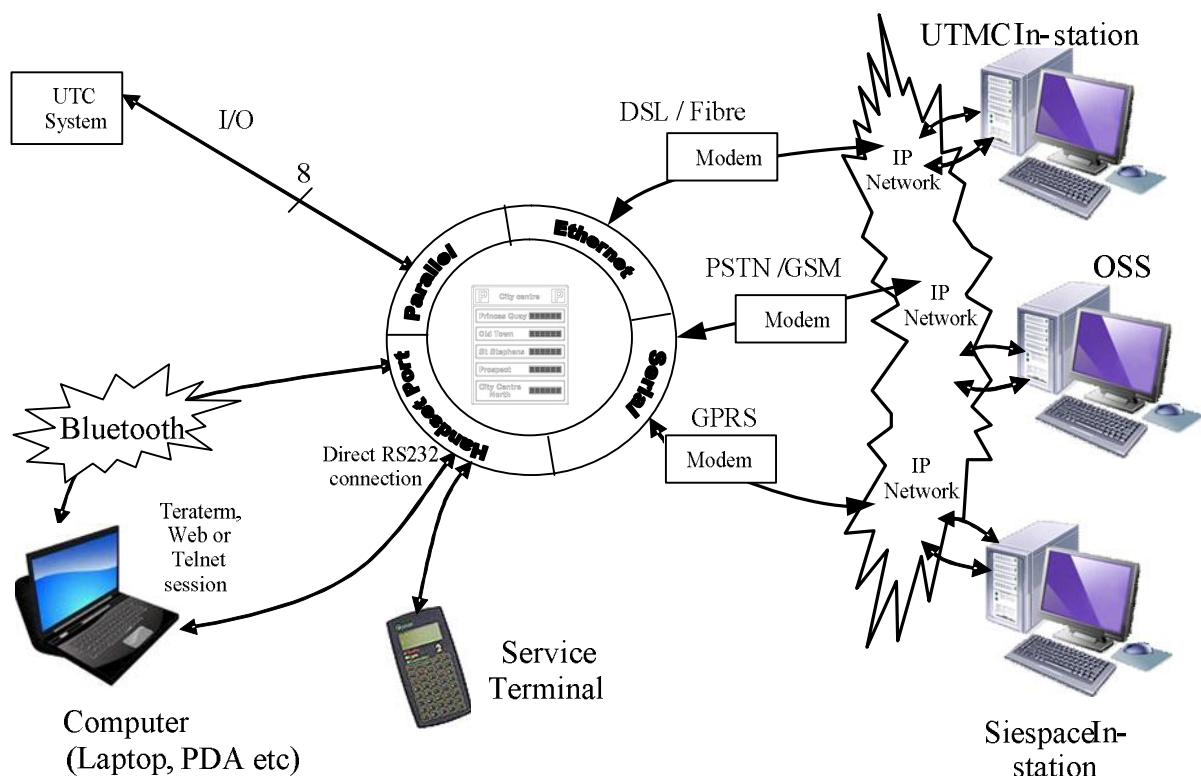 UTMC In-station
UTC
System
I/O
8
DSL / Fibre
Modem
IP
Network
Ethernet
Parallel
PSTN /GSM
Modem
IP
Network
OSS
P City centre P
Princes Quay
Old Town
St Stephens
Prospect
City Centre
North
Serial
Handset Port
Bluetooth
GPRS
Modem
Direct RS232
connection
IP
Network
Teraterm,
Web or
Telnet
session
Service
Terminal
Computer
(Laptop, PDA etc)
Siespace In-
station